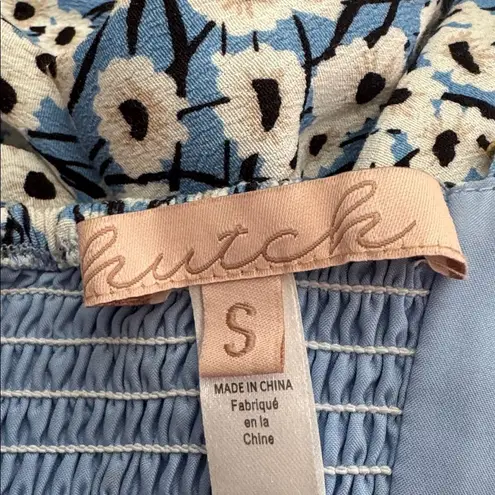 hutch
S
MADE IN CHINA
Fabriqué
en la
Chine